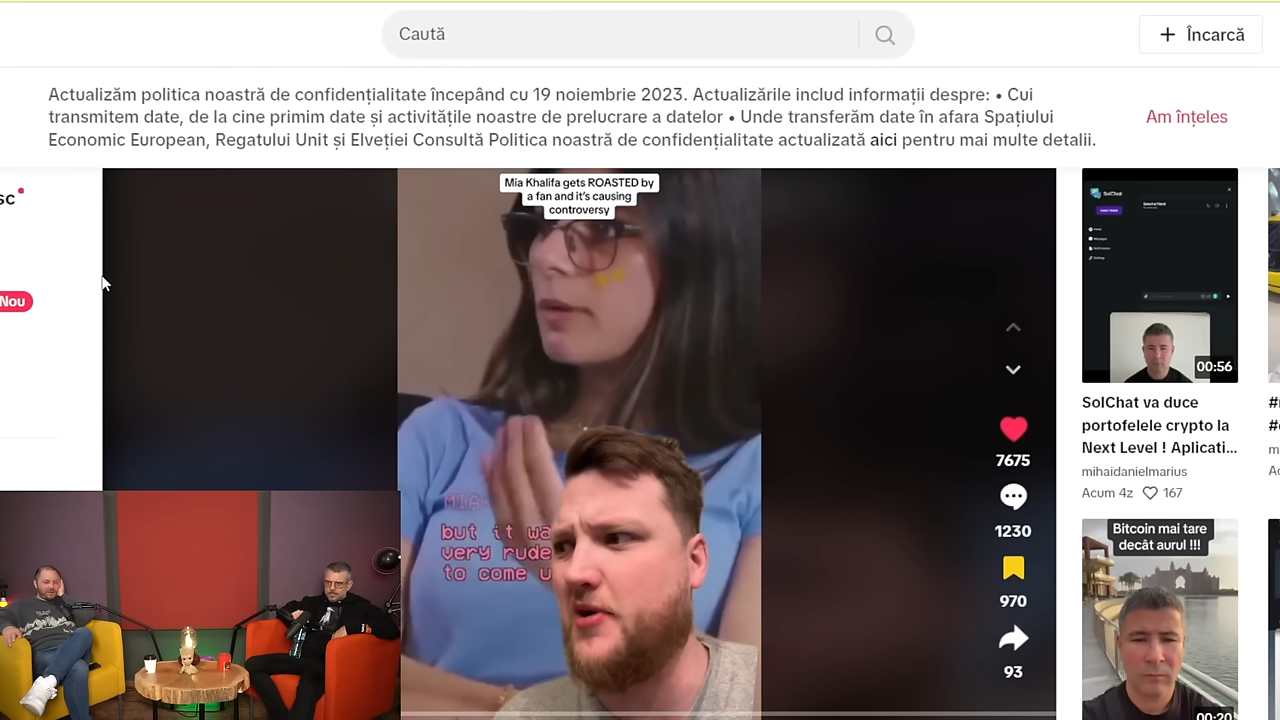 Caută
Încarcă
Actualizăm politica noastră de confidențialitate începând cu 19 noiembrie 2023. Actualizările includ informații despre: • Cui
transmitem date, de la cine primim date și activitățile noastre de prelucrare a datelor • Unde transferăm date în afara Spațiului
Economic European, Regatului Unit și Elveției Consultă Politica noastră de confidențialitate actualizată aici pentru mai multe detalii.
Am înțeles
sc
Nou
Mia Khalifa gets ROASTED by
a fan and it's causing
controversy
MIA
but it wa
very rude
to come u
7675
1230
970
93
SolChat
00:56
SolChat va duce
portofelele crypto la
Next Level ! Aplicati...
mihaidanielmarius
Acum 4z
167
Bitcoin mai tare
decât aurul !!!
00:20